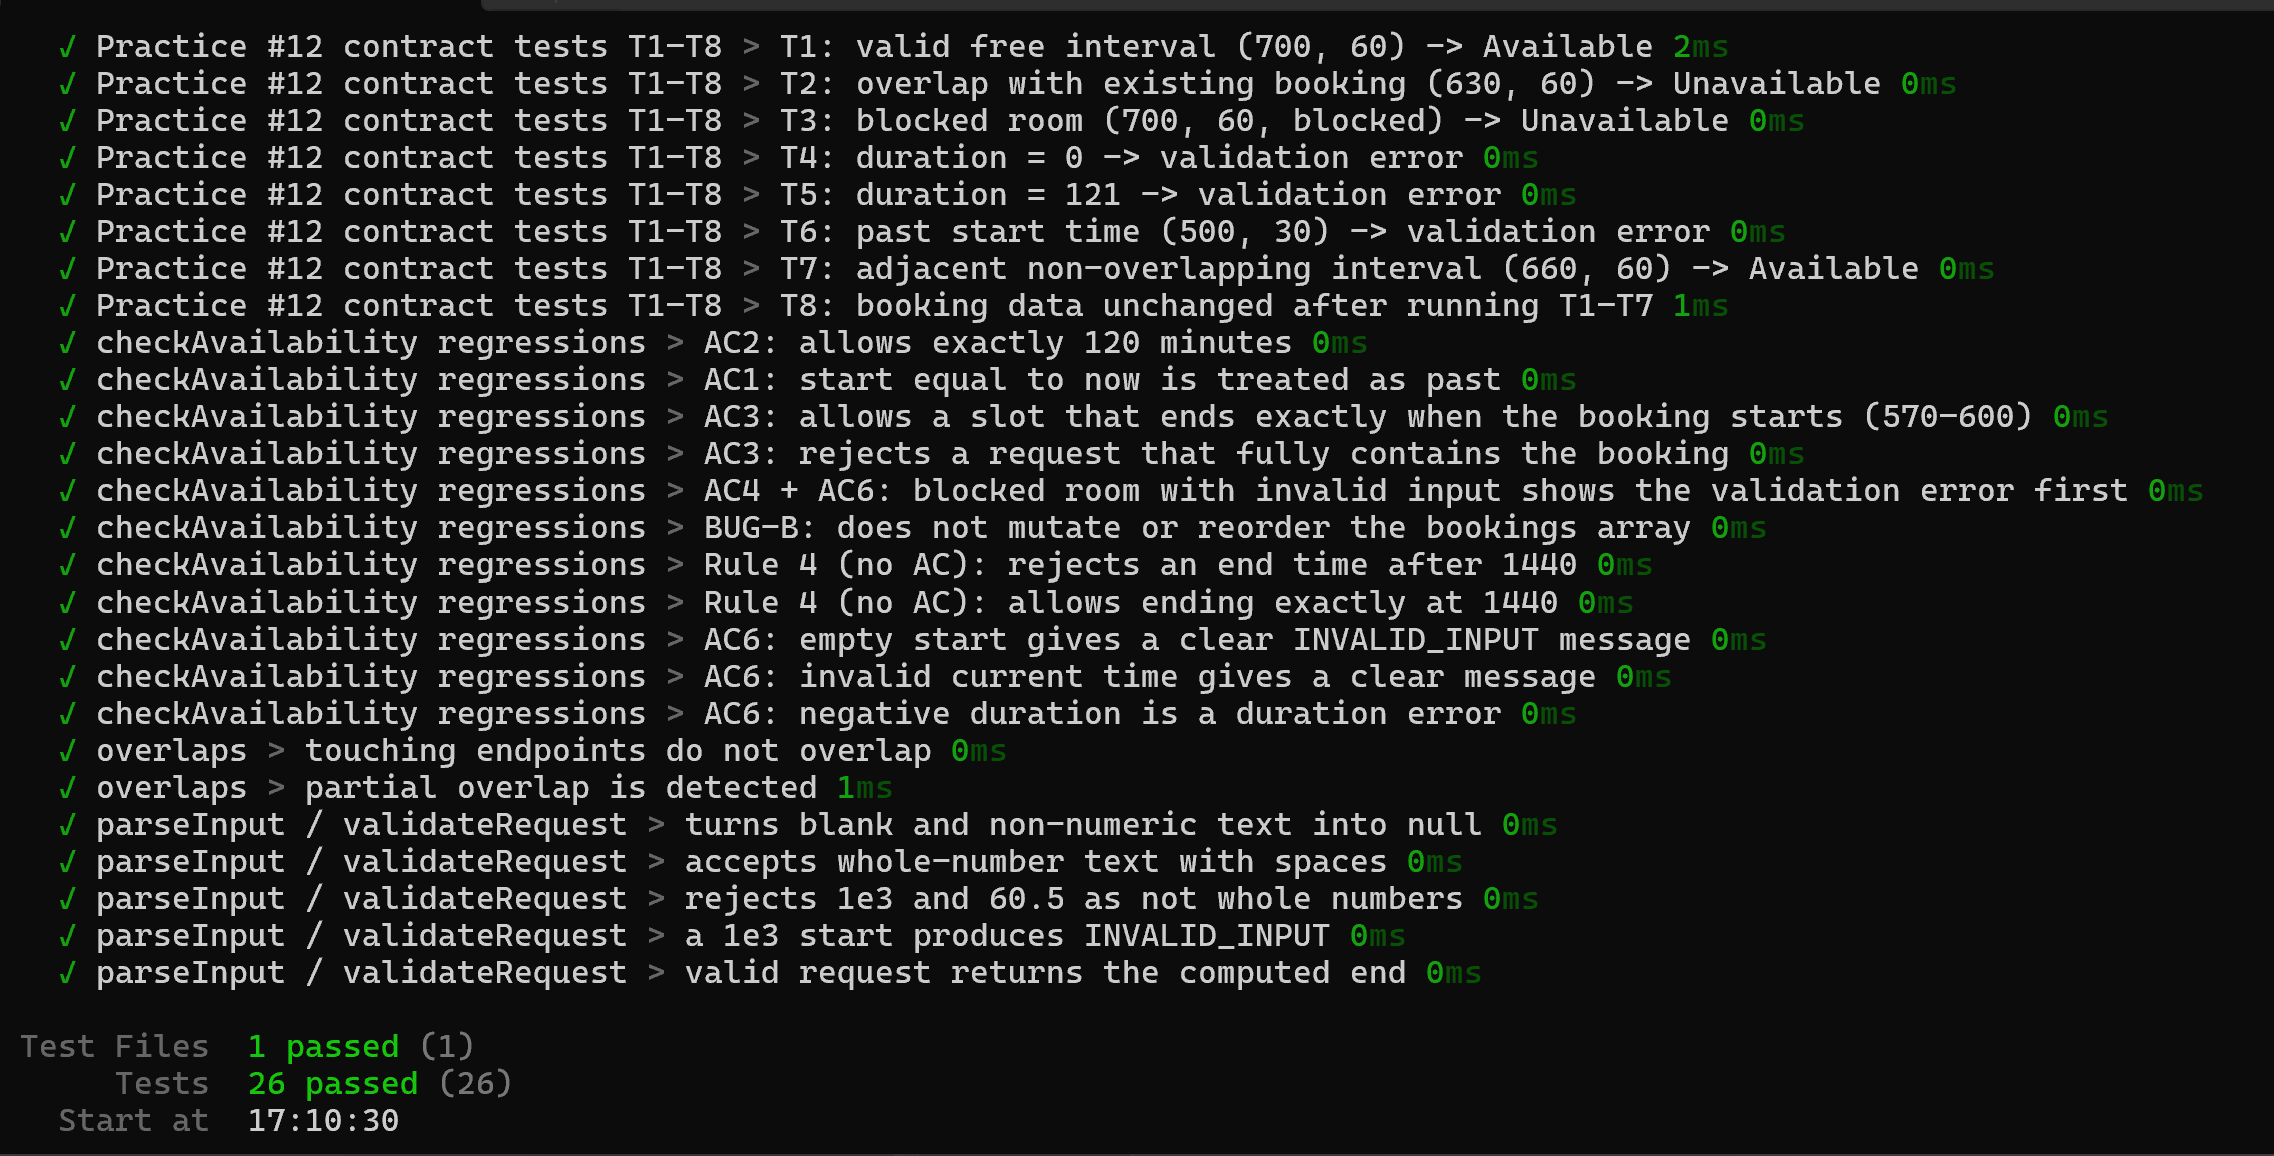 ✓ Practice #12 contract tests T1-T8 > T1: valid free interval (700, 60) -> Available 2ms
✓ Practice #12 contract tests T1-T8 > T2: overlap with existing booking (630, 60) -> Unavailable 0ms
✓ Practice #12 contract tests T1-T8 > T3: blocked room (700, 60, blocked) -> Unavailable 0ms
✓ Practice #12 contract tests T1-T8 > T4: duration = 0 -> validation error 0ms
✓ Practice #12 contract tests T1-T8 > T5: duration = 121 -> validation error 0ms
✓ Practice #12 contract tests T1-T8 > T6: past start time (500, 30) -> validation error 0ms
✓ Practice #12 contract tests T1-T8 > T7: adjacent non-overlapping interval (660, 60) -> Available 0ms
✓ Practice #12 contract tests T1-T8 > T8: booking data unchanged after running T1-T7 1ms
✓ checkAvailability regressions > AC2: allows exactly 120 minutes 0ms
✓ checkAvailability regressions > AC1: start equal to now is treated as past 0ms
✓ checkAvailability regressions > AC3: allows a slot that ends exactly when the booking starts (570-600) 0ms
✓ checkAvailability regressions > AC3: rejects a request that fully contains the booking 0ms
✓ checkAvailability regressions > AC4 + AC6: blocked room with invalid input shows the validation error first 0ms
✓ checkAvailability regressions > BUG-B: does not mutate or reorder the bookings array 0ms
✓ checkAvailability regressions > Rule 4 (no AC): rejects an end time after 1440 0ms
✓ checkAvailability regressions > Rule 4 (no AC): allows ending exactly at 1440 0ms
✓ checkAvailability regressions > AC6: empty start gives a clear INVALID_INPUT message 0ms
✓ checkAvailability regressions > AC6: invalid current time gives a clear message 0ms
✓ checkAvailability regressions > AC6: negative duration is a duration error 0ms
✓ overlaps > touching endpoints do not overlap 0ms
✓ overlaps > partial overlap is detected 1ms
✓ parseInput / validateRequest > turns blank and non-numeric text into null 0ms
✓ parseInput / validateRequest > accepts whole-number text with spaces 0ms
✓ parseInput / validateRequest > rejects 1e3 and 60.5 as not whole numbers 0ms
✓ parseInput / validateRequest > a 1e3 start produces INVALID_INPUT 0ms
✓ parseInput / validateRequest > valid request returns the computed end 0ms
Test Files 1 passed (1)
Tests 26 passed (26)
Start at 17:10:30